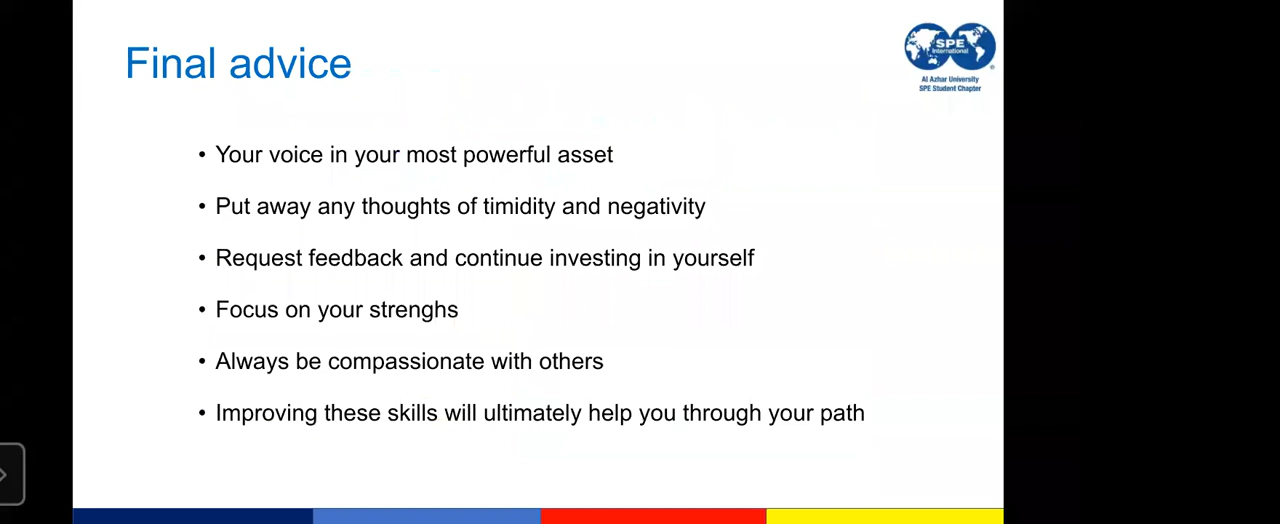 Final advice
SPE
International
Al Azhar University
SPE Student Chapter
• Your voice in your most powerful asset
• Put away any thoughts of timidity and negativity
• Request feedback and continue investing in yourself
• Focus on your strenghs
• Always be compassionate with others
• Improving these skills will ultimately help you through your path